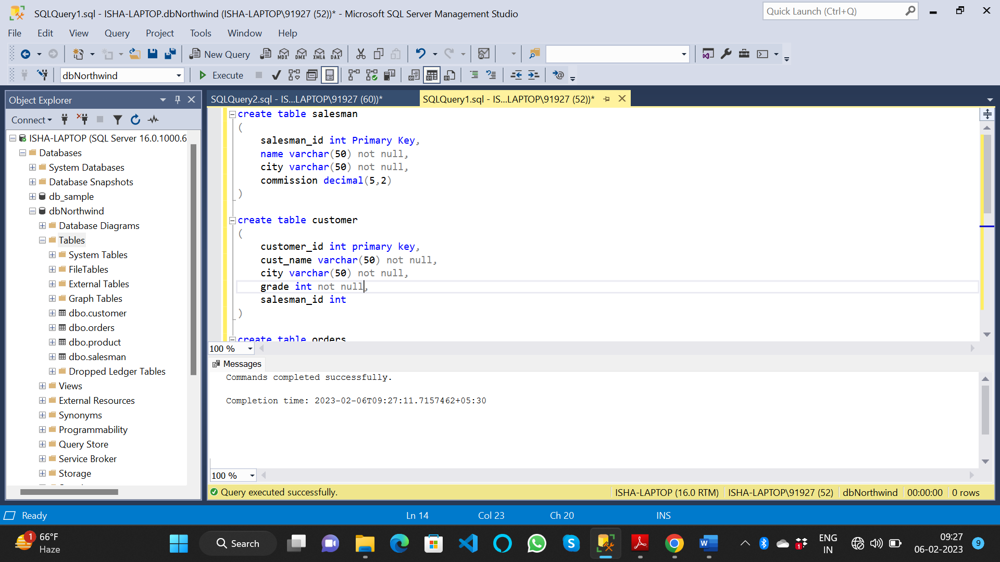 SQLQuery1.sql - ISHA-LAPTOP.dbNorthwind (ISHA-LAPTOP\91927 (52))* - Microsoft SQL Server Management Studio
Quick Launch (Ctrl+Q)
File Edit View Query Project Tools Window Help
New Query MDX DMX XMLA DAX
dbNorthwind Execute
Object Explorer
Connect
ISHA-LAPTOP (SQL Server 16.0.1000.6
Databases
System Databases
Database Snapshots
db_sample
dbNorthwind
Database Diagrams
Tables
System Tables
FileTables
External Tables
Graph Tables
dbo.customer
dbo.orders
dbo.product
dbo.salesman
Dropped Ledger Tables
Views
External Resources
Synonyms
Programmability
Query Store
Service Broker
Storage
SQLQuery2.sql - IS...LAPTOP\91927 (60))* SQLQuery1.sql - IS...LAPTOP\91927 (52))*
create table salesman
(
salesman_id int Primary Key,
name varchar(50) not null,
city varchar(50) not null,
commission decimal(5,2)
)
create table customer
(
customer_id int primary key,
cust_name varchar(50) not null,
city varchar(50) not null,
grade int not null,
salesman_id int
)
create table orders
100 %
Messages
Commands completed successfully.
Completion time: 2023-02-06T09:27:11.7157462+05:30
100 %
Query executed successfully. ISHA-LAPTOP (16.0 RTM) ISHA-LAPTOP\91927 (52) dbNorthwind 00:00:00 0 rows
Ready Ln 14 Col 23 Ch 20 INS
1 66°F
Haze
Search
1
ENG
IN
09:27
06-02-2023
9